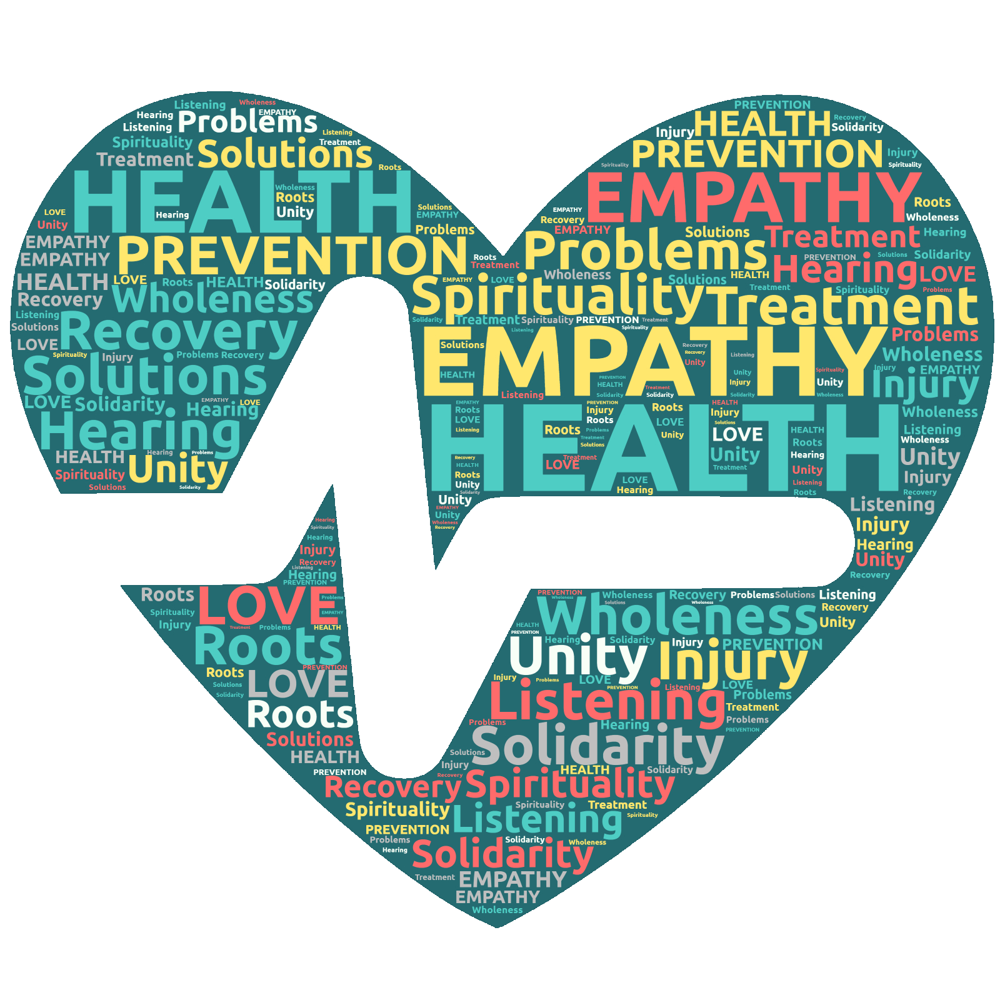 Listening Wholeness
Hearing Problems EMPATHY
Listening Listening
Spirituality Solutions Treatment
Treatment Roots
HEALTH
Wholeness
Roots
Hearing Unity
LOVE Solutions
Unity EMPATHY
Problems
EMPATHY PREVENTION
EMPATHY
HEALTH LOVE Roots HEALTH Solidarity
Recovery Wholeness
Listening Recovery
Solutions
LOVE
Spirituality Injury Problems Recovery
Solutions
LOVE Solidarity EMPATHY LOVE
Hearing
Hearing
HEALTH Hearing Problems
Spirituality Unity
Solutions Solidarity
PREVENTION
HEALTH Recovery
Injury Solidarity
PREVENTION Injury
Spirituality Spirituality
EMPATHY Roots
EMPATHY Wholeness
Recovery
EMPATHY Solutions Treatment Hearing
Problems PREVENTION Solutions Solidarity
Roots
Treatment Wholeness Hearing LOVE
EMPATHY LOVE Solutions HEALTH
Spirituality Treatment Spirituality Problems
Treatment
Solidarity Treatment Spirituality PREVENTION Treatment
Listening Spirituality
EMPATHY Problems
Solutions Recovery Wholeness
Recovery Listening
Unity
HEALTH Unity Spirituality Injury EMPATHY
PREVENTION Injury Unity Injury
HEALTH
Treatment
Listening Solidarity Solidarity Solidarity Wholeness
HEALTH
EMPATHY PREVENTION HEALTH
Roots Injury Roots Injury Wholeness
LOVE Roots LOVE Solutions
Listening Roots Problems Unity LOVE HEALTH Listening
Treatment Roots Wholeness
Solutions Unity Hearing Unity
Recovery LOVE Treatment
HEALTH Treatment Unity
Roots LOVE Listening Injury
Unity Hearing Roots Recovery
Solidarity
Unity Listening
EMPATHY
Unity Injury
Wholeness
Recovery Hearing
Unity
Recovery
Hearing
Spirituality
Hearing
Injury
Recovery
Listening
Hearing
PREVENTION
Roots LOVE Problems
Spirituality EMPATHY
Injury Treatment Problems HEALTH
Roots
PREVENTION
Roots LOVE
Solutions
Solidarity Roots
Solutions
HEALTH
PREVENTION
PREVENTION Wholeness Recovery Problems Solutions Listening
Wholeness Solutions Wholeness Recovery
Wholeness Unity
HEALTH
PREVENTION Hearing Solidarity Injury PREVENTION
Unity Injury
Injury Problems LOVE LOVE
PREVENTION Listening Problems
Listening Treatment
Problems Hearing Problems
Solidarity PREVENTION
Solutions
Injury HEALTH Solidarity
Recovery
Recovery Spirituality
Spirituality Spirituality Treatment
Listening Spirituality
PREVENTION
Problems Solidarity Wholeness
Hearing Solidarity
Treatment EMPATHY
EMPATHY
Wholeness